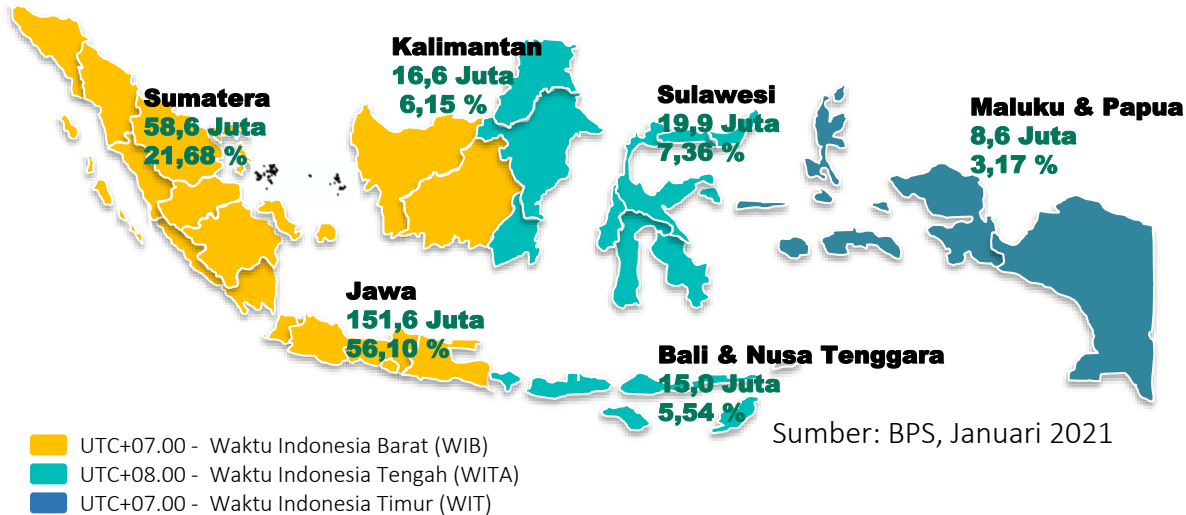 Kalimantan
16,6 Juta
6,15 %
Sumatera
58,6 Juta
21,68 %
Sulawesi
19,9 Juta
7,36 %
Maluku & Papua
8,6 Juta
3,17 %
Jawa
151,6 Juta
56,10 %
Bali & Nusa Tenggara
15,0 Juta
5,54 %
Sumber: BPS, Januari 2021
UTC+07.00 - Waktu Indonesia Barat (WIB)
UTC+08.00 - Waktu Indonesia Tengah (WITA)
UTC+07.00 - Waktu Indonesia Timur (WIT)